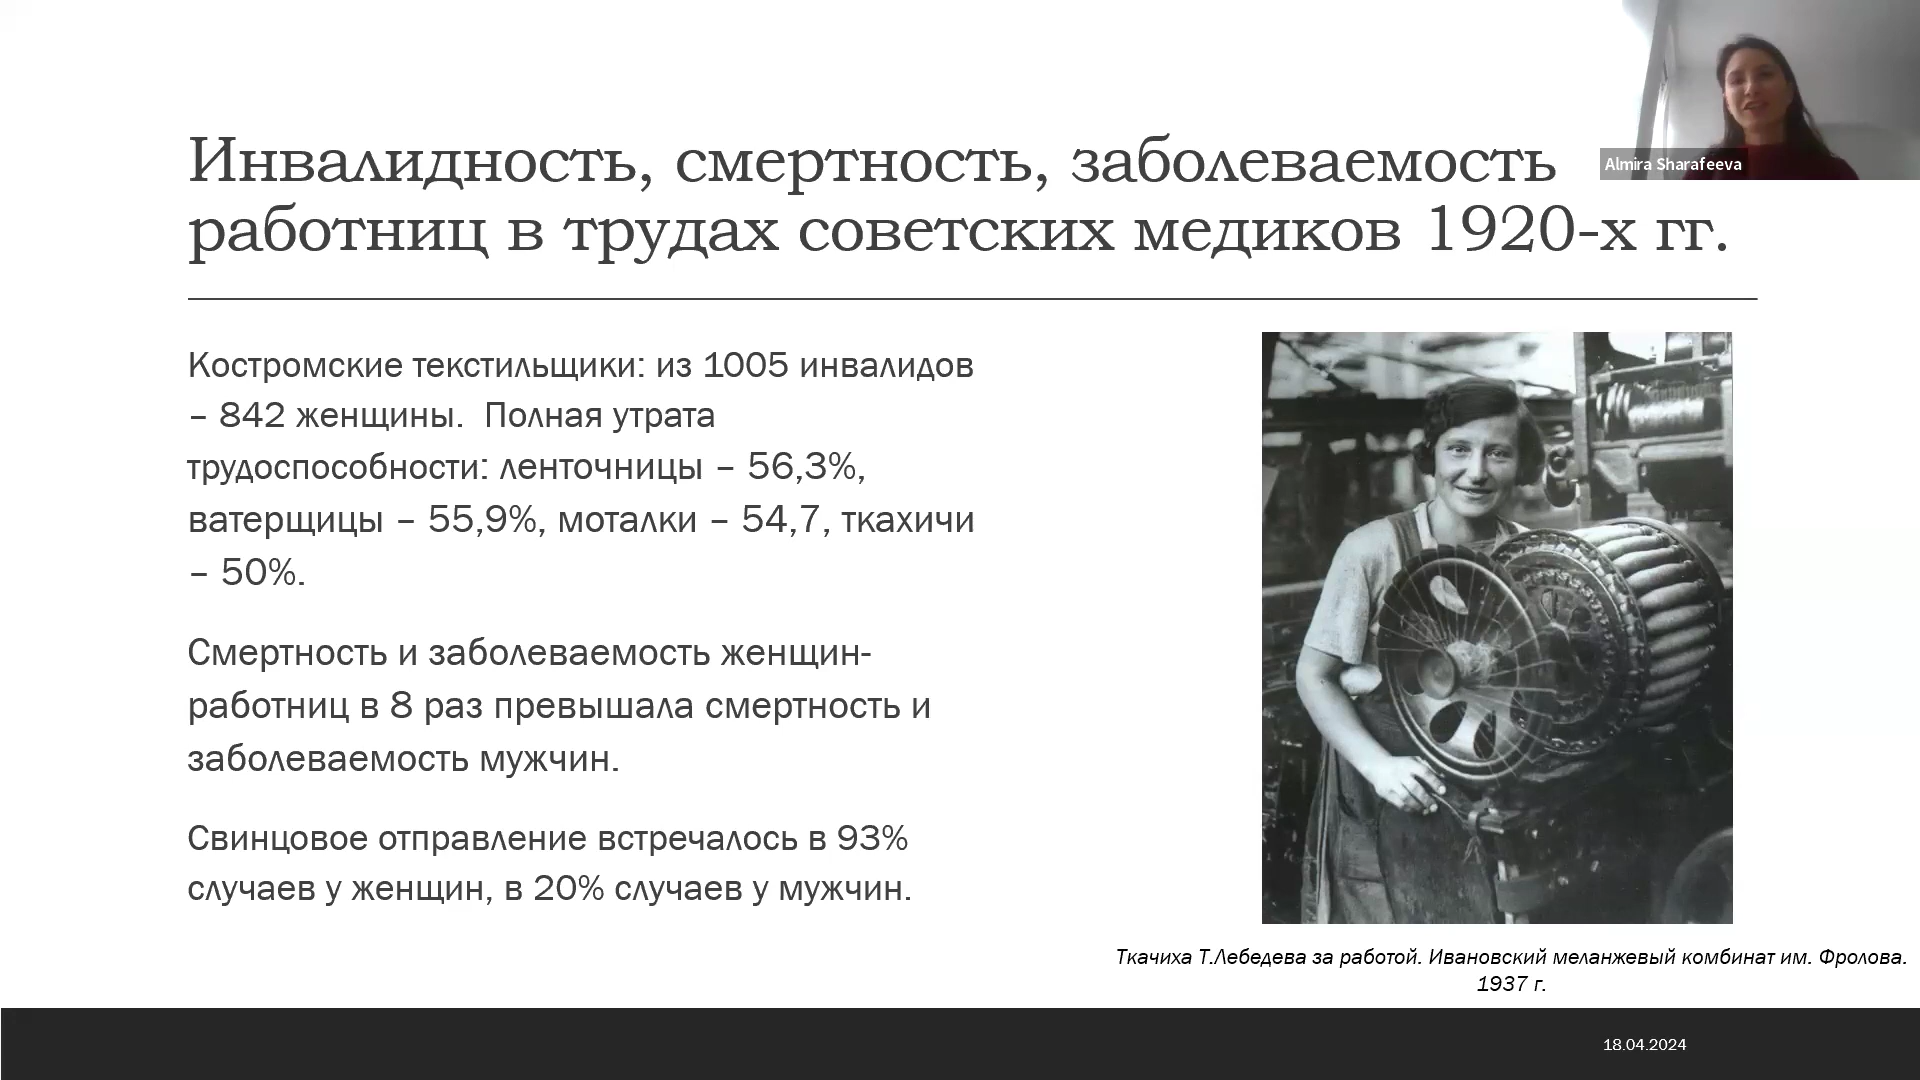 Almira Sharafeeva
Инвалидность, смертность, заболеваемость
работниц в трудах советских медиков 1920-х гг.
Костромские текстильщики: из 1005 инвалидов
– 842 женщины. Полная утрата
трудоспособности: ленточницы – 56,3%,
ватерщицы – 55,9%, моталки – 54,7, ткахичи
– 50%.
Смертность и заболеваемость женщин-
работниц в 8 раз превышала смертность и
заболеваемость мужчин.
Свинцовое отправление встречалось в 93%
случаев у женщин, в 20% случаев у мужчин.
Ткачиха Т.Лебедева за работой. Ивановский меланжевый комбинат им. Фролова.
1937 г.
18.04.2024